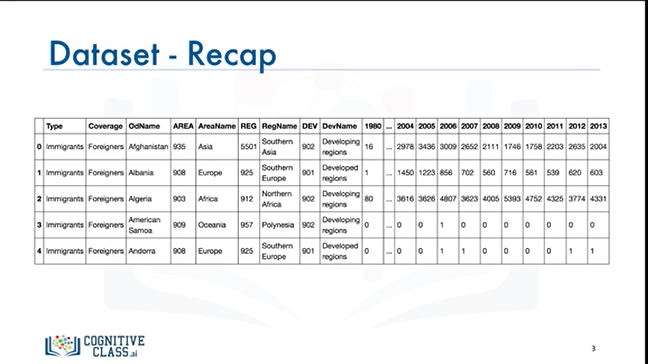 Dataset - Recap
Type Coverage OdName AREA AreaName REG RegName DEV DevName 1980 ... 2004 2005 2006 2007 2008 2009 2010 2011 2012 2013
0 Immigrants Foreigners Afghanistan 935 Asia 5501 Southern Asia 902 Developing regions 16 ... 2978 3436 3009 2652 2111 1746 1758 2203 2635 2004
1 Immigrants Foreigners Albania 908 Europe 925 Southern Europe 901 Developed regions 1 ... 1450 1223 856 702 560 716 561 539 620 603
2 Immigrants Foreigners Algeria 903 Africa 912 Northern Africa 902 Developing regions 80 ... 3616 3626 4807 3623 4005 5393 4752 4325 3774 4331
3 Immigrants Foreigners American Samoa 909 Oceania 957 Polynesia 902 Developing regions 0 ... 0 0 1 0 0 0 0 0 0 0
4 Immigrants Foreigners Andorra 908 Europe 925 Southern Europe 901 Developed regions 0 ... 0 0 1 1 0 0 0 0 1 1
COGNITIVE
CLASS.ai
3